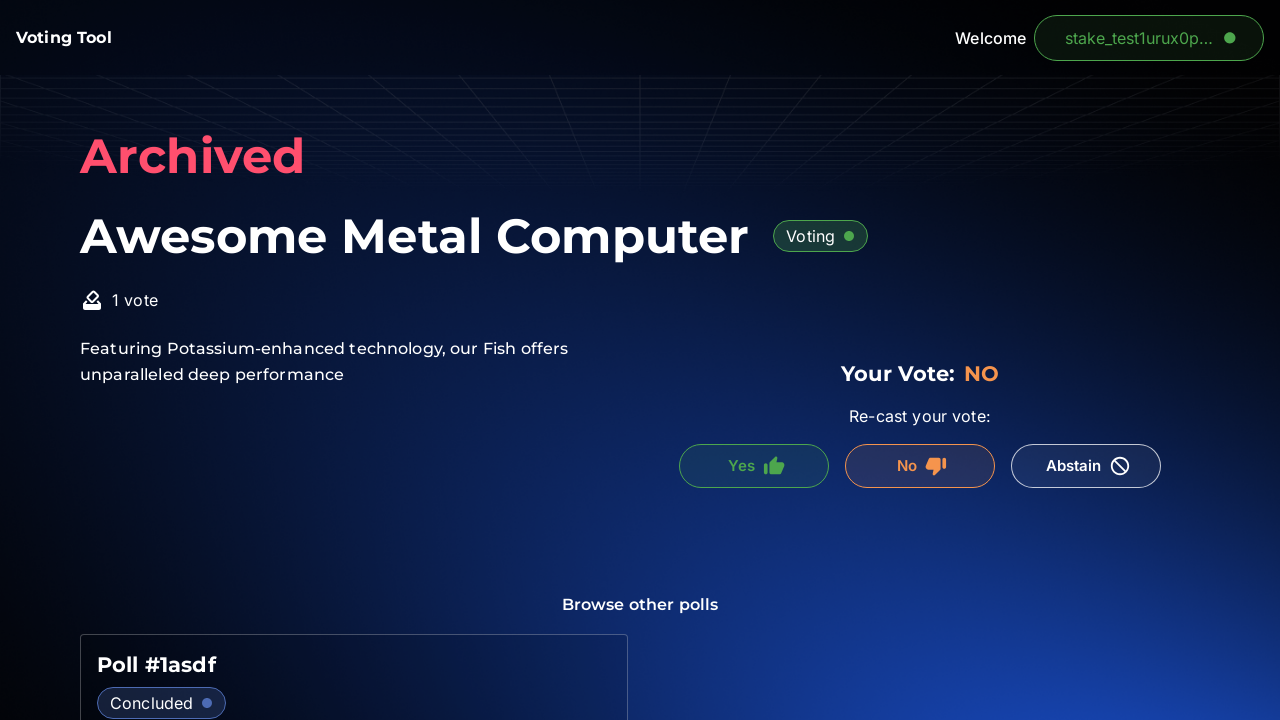 Voting Tool
Welcome
stake_test1urux0p...
Archived
Awesome Metal Computer
Voting
1 vote
Featuring Potassium-enhanced technology, our Fish offers
unparalleled deep performance
Your Vote: NO
Re-cast your vote:
Yes
No
Abstain
Browse other polls
Poll #1asdf
Concluded